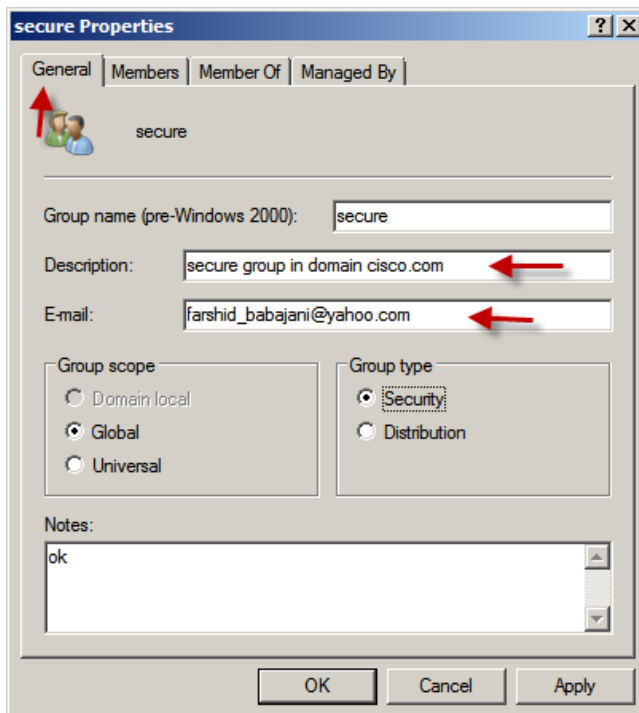 secure Properties
General Members Member Of Managed By
secure
Group name (pre-Windows 2000): secure
Description: secure group in domain cisco.com
E-mail: farshid_babajani@yahoo.com
Group scope Group type
Domain local Security
Global Distribution
Universal
Notes:
ok
OK Cancel Apply